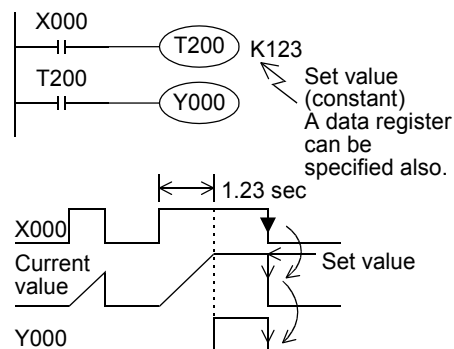 X000
T200 K123
T200
Y000
Set value
(constant)
A data register
can be
specified also.
1.23 sec
X000
Current
value
Set value
Y000